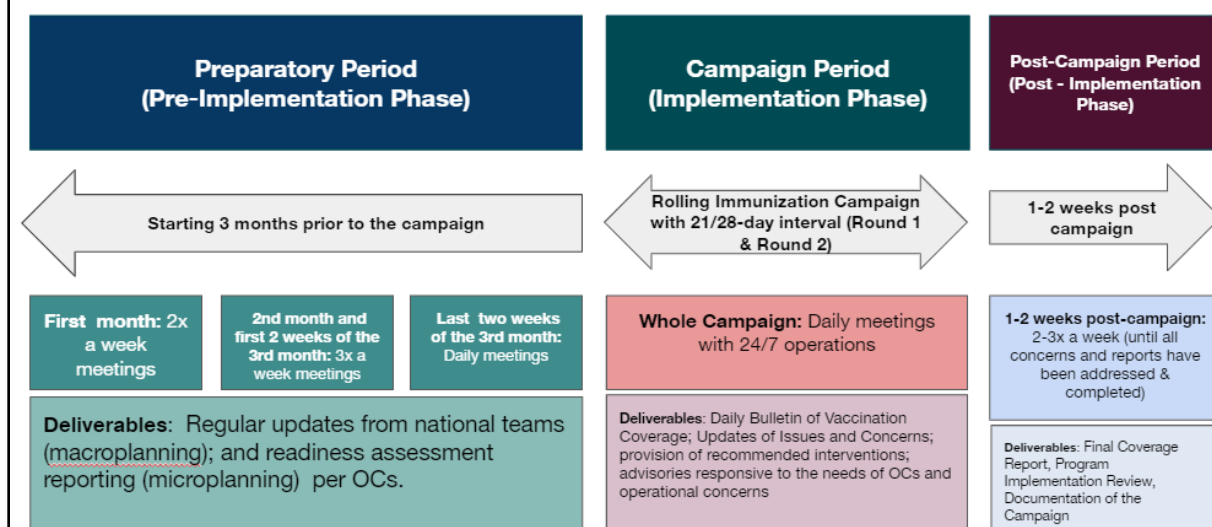 Preparatory Period
(Pre-Implementation Phase)
Campaign Period
(Implementation Phase)
Post-Campaign Period
(Post - Implementation
Phase)
Starting 3 months prior to the campaign
Rolling Immunization Campaign
with 21/28-day interval (Round 1
& Round 2)
1-2 weeks post
campaign
First month: 2x
a week
meetings
2nd month and
first 2 weeks of the
3rd month: 3x a
week meetings
Last two weeks
of the 3rd month:
Daily meetings
Whole Campaign: Daily meetings
with 24/7 operations
1-2 weeks post-campaign:
2-3x a week (until all
concerns and reports have
been addressed &
completed)
Deliverables: Regular updates from national teams
(macroplanning); and readiness assessment
reporting (microplanning) per OCs.
Deliverables: Daily Bulletin of Vaccination
Coverage; Updates of Issues and Concerns;
provision of recommended interventions;
advisories responsive to the needs of OCs and
operational concerns
Deliverables: Final Coverage
Report, Program
Implementation Review,
Documentation of the
Campaign